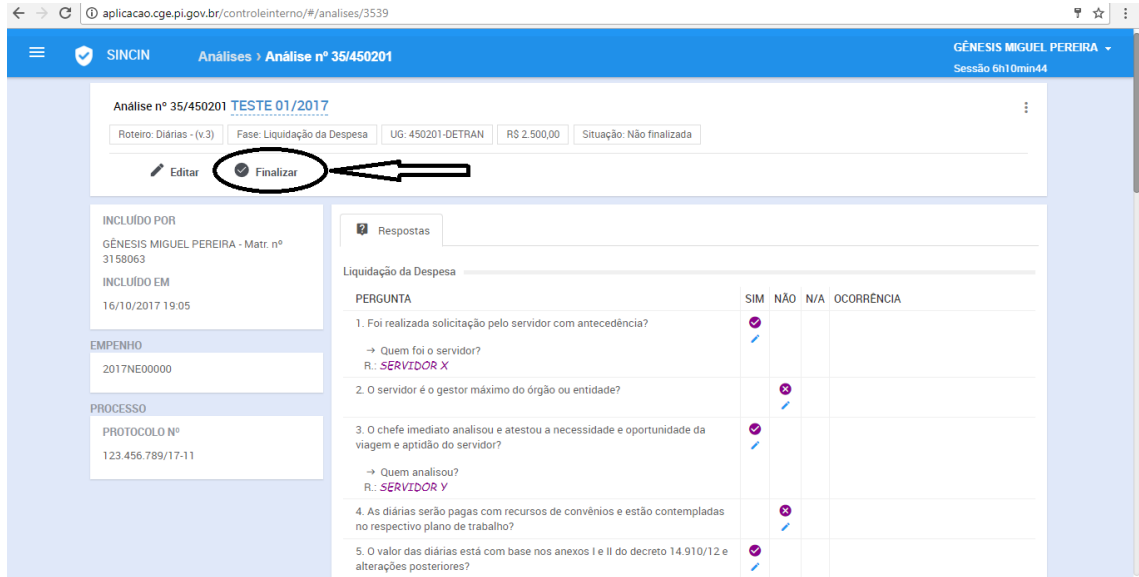 aplicacao.cge.pi.gov.br/controleinterno/#/analises/3539
SINCIN
Análises › Análise nº 35/450201
GÊNESIS MIGUEL PEREIRA
Sessão 6h10min44
Análise nº 35/450201 TESTE 01/2017
Roteiro: Diárias - (v.3) Fase: Liquidação da Despesa UG: 450201-DETRAN R$ 2.500,00 Situação: Não finalizada
Editar Finalizar
INCLUÍDO POR
GÊNESIS MIGUEL PEREIRA - Matr. nº
3158063
INCLUÍDO EM
16/10/2017 19:05
EMPENHO
2017NE00000
PROCESSO
PROTOCOLO Nº
123.456.789/17-11
Respostas
Liquidação da Despesa
PERGUNTA SIM NÃO N/A OCORRÊNCIA
1. Foi realizada solicitação pelo servidor com antecedência?
→ Quem foi o servidor?
R.: SERVIDOR X
2. O servidor é o gestor máximo do órgão ou entidade?
3. O chefe imediato analisou e atestou a necessidade e oportunidade da
viagem e aptidão do servidor?
→ Quem analisou?
R.: SERVIDOR Y
4. As diárias serão pagas com recursos de convênios e estão contempladas
no respectivo plano de trabalho?
5. O valor das diárias está com base nos anexos I e II do decreto 14.910/12 e
alterações posteriores?